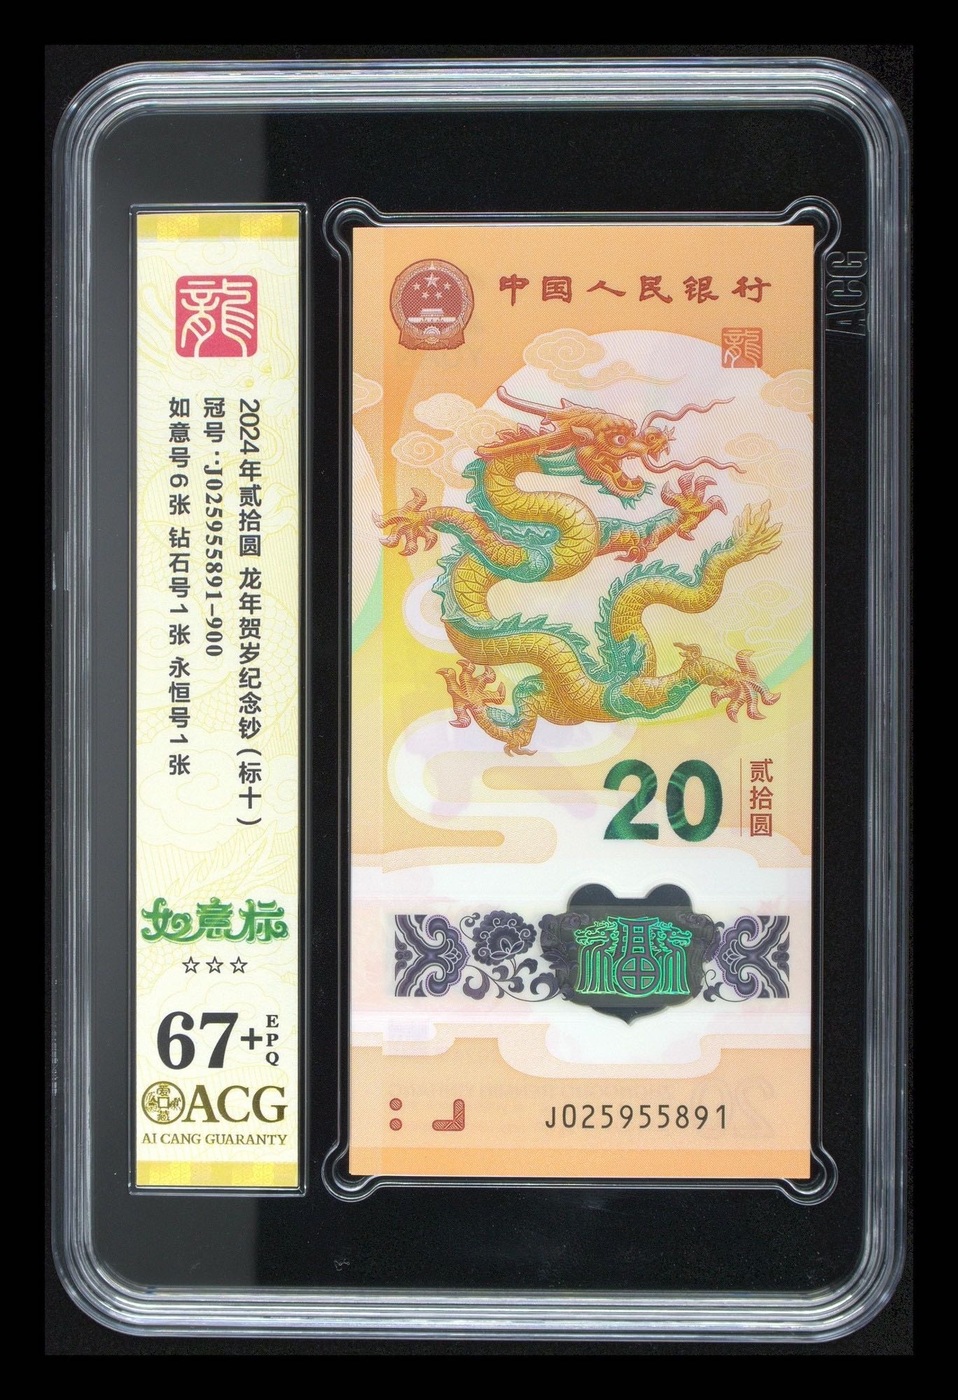 龍
2024年贰拾圆 龙年贺岁纪念钞(标十)
冠号:J025955891-900
如意号6张 钻石号1张 永恒号1张
如意标
☆☆☆
67+EPQ
ACG
AI CANG GUARANTY
中国人民银行
龍
20
贰拾圆
J025955891
ACG